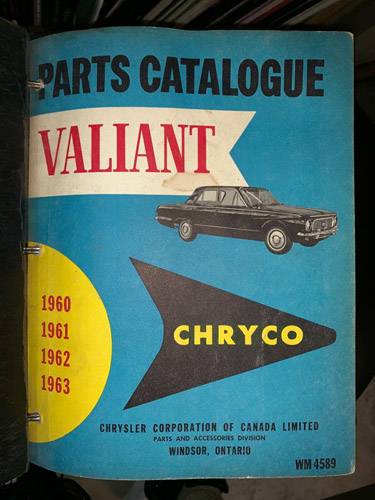 PARTS CATALOGUE
VALIANT
1960
1961
1962
1963
CHRYCO
CHRYSLER CORPORATION OF CANADA LIMITED
PARTS AND ACCESSORIES DIVISION
WINDSOR, ONTARIO
WM 4589